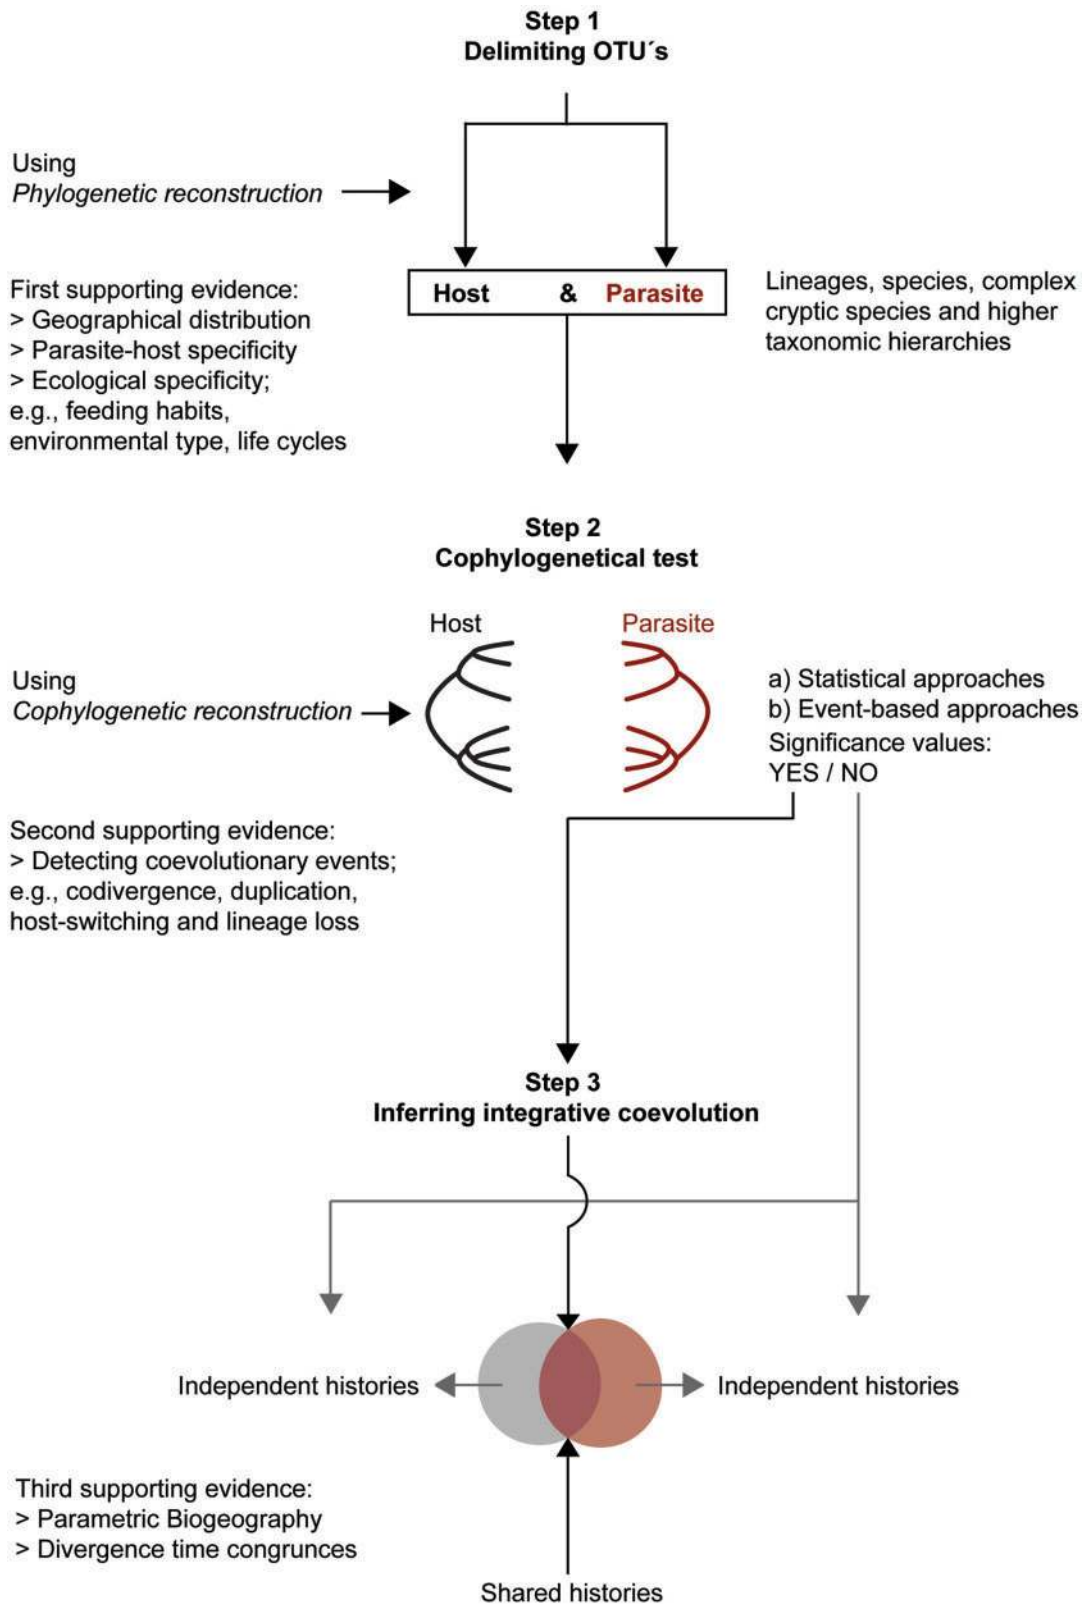 Step 1
Delimiting OTU´s
Using
Phylogenetic reconstruction
First supporting evidence:
> Geographical distribution
> Parasite-host specificity
> Ecological specificity;
e.g., feeding habits,
environmental type, life cycles
Host & Parasite
Lineages, species, complex
cryptic species and higher
taxonomic hierarchies
Step 2
Cophylogenetical test
Host
Parasite
Using
Cophylogenetic reconstruction
a) Statistical approaches
b) Event-based approaches
Significance values:
YES / NO
Second supporting evidence:
> Detecting coevolutionary events;
e.g., codivergence, duplication,
host-switching and lineage loss
Step 3
Inferring integrative coevolution
Independent histories
Independent histories
Third supporting evidence:
> Parametric Biogeography
> Divergence time congrunces
Shared histories